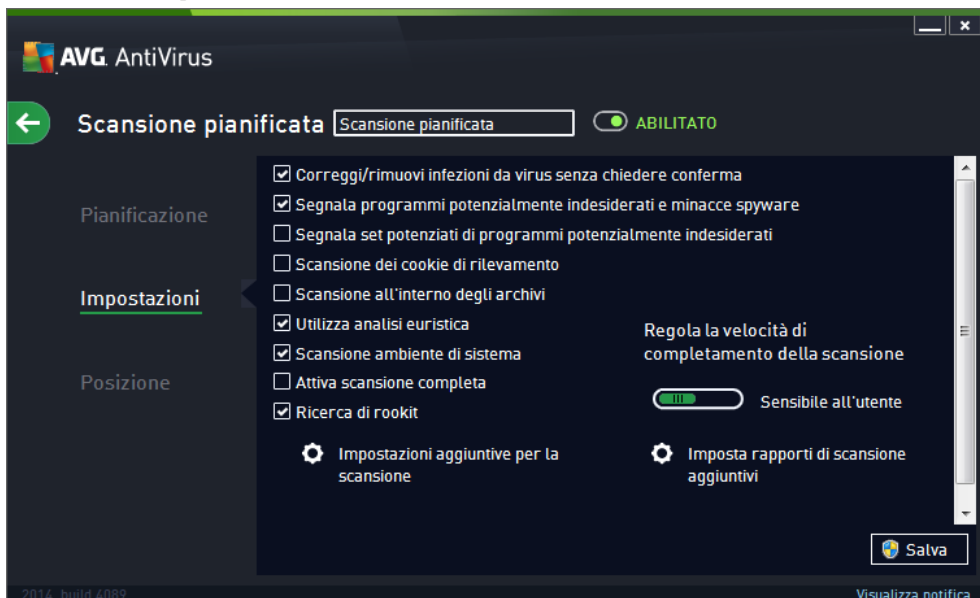 AVG. AntiVirus
Scansione pianificata
Scansione pianificata
ABILITATO
Pianificazione
Impostazioni
Posizione
Correggi/rimuovi infezioni da virus senza chiedere conferma
Segnala programmi potenzialmente indesiderati e minacce spyware
Segnala set potenziati di programmi potenzialmente indesiderati
Scansione dei cookie di rilevamento
Scansione all'interno degli archivi
Utilizza analisi euristica
Scansione ambiente di sistema
Attiva scansione completa
Ricerca di rookit
Regola la velocità di
completamento della scansione
Sensibile all'utente
Impostazioni aggiuntive per la
scansione
Imposta rapporti di scansione
aggiuntivi
Salva
2014 build 4089
Visualizza notifica